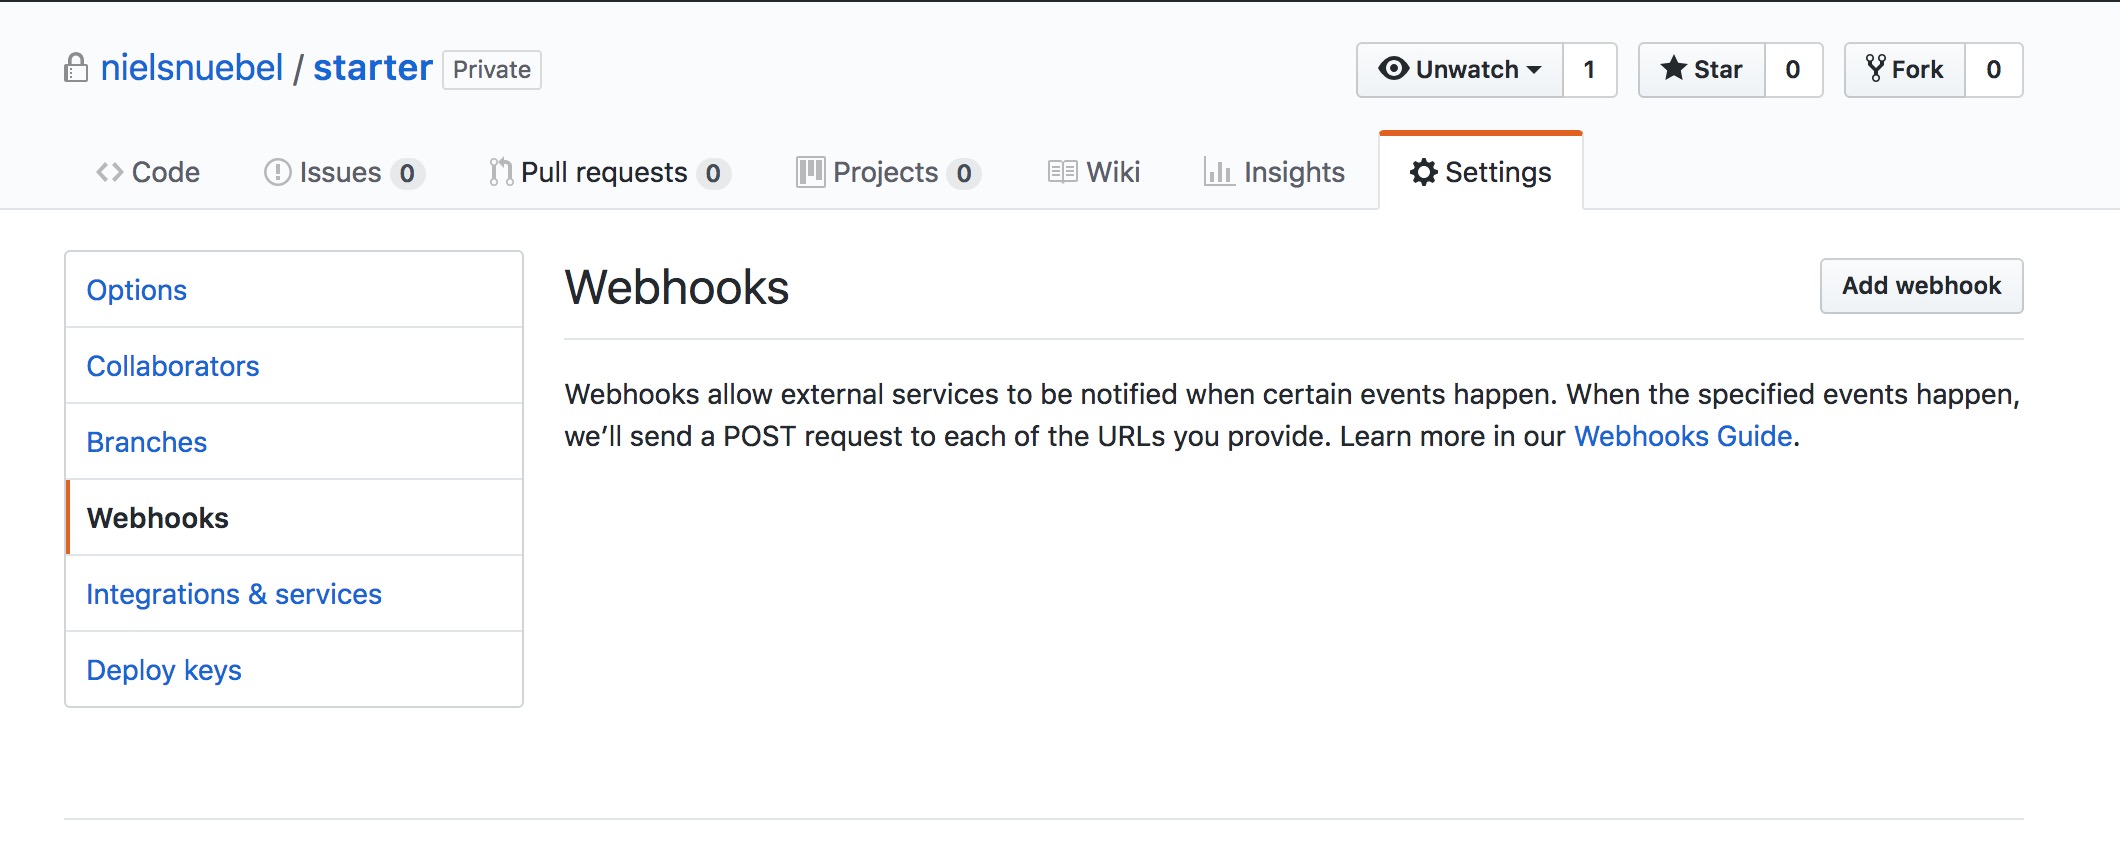 nielsnuebel / starter Private
Unwatch 1 Star 0 Fork 0
Code Issues 0 Pull requests 0 Projects 0 Wiki Insights Settings
Options
Collaborators
Branches
Webhooks
Integrations & services
Deploy keys
Webhooks
Add webhook
Webhooks allow external services to be notified when certain events happen. When the specified events happen,
we’ll send a POST request to each of the URLs you provide. Learn more in our Webhooks Guide.